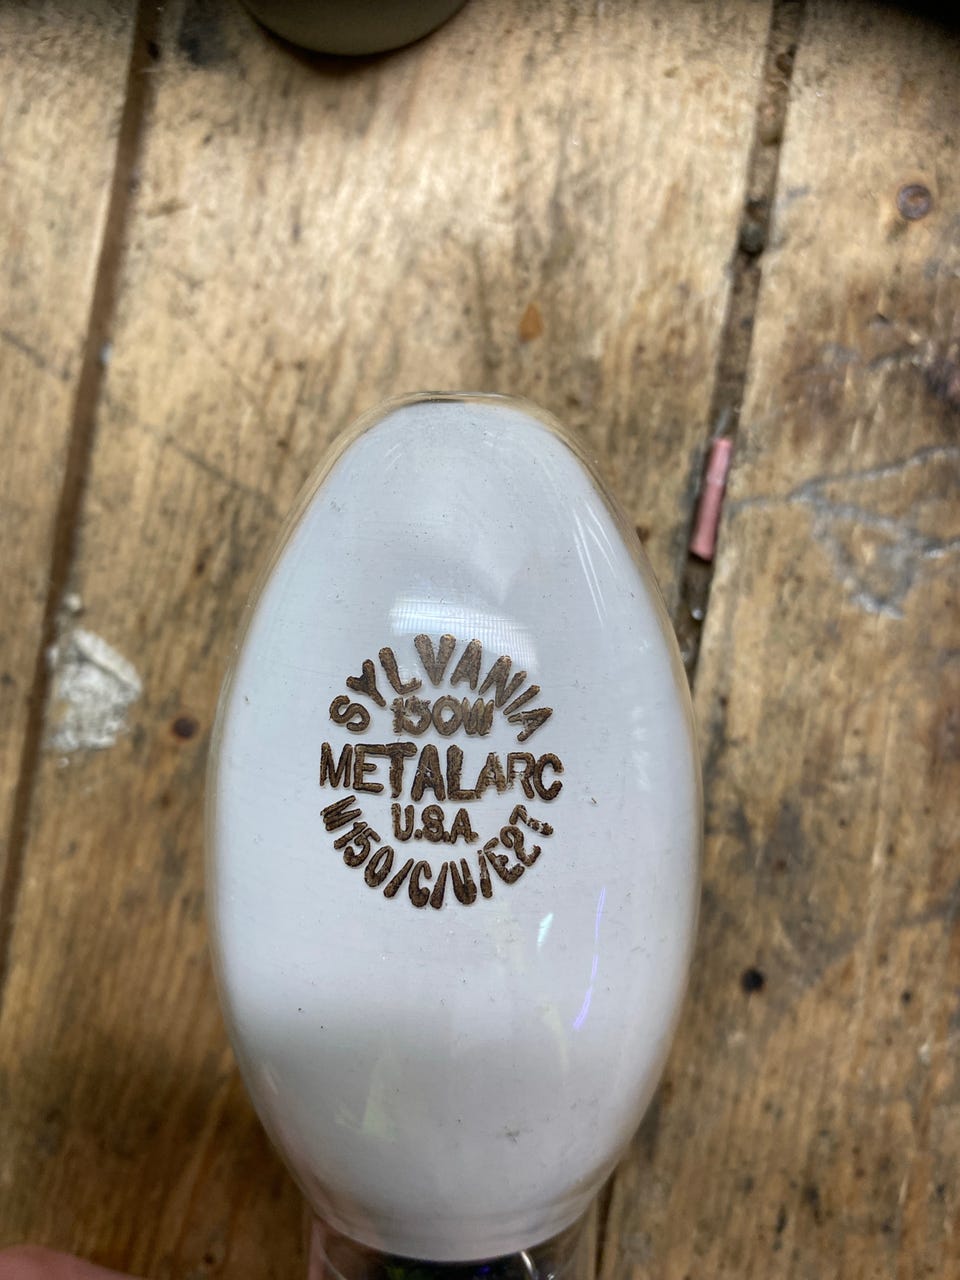 SYLVANIA
150W
METALARC
U.S.A.
M150/C/U/E27